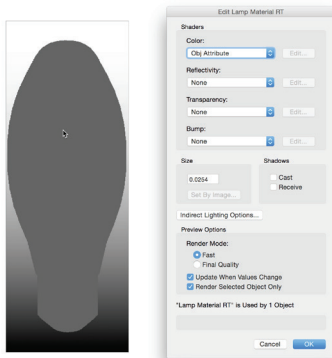 Edit Lamp Material RT
Shaders
Color:
Obj Attribute
Edit...
Reflectivity:
None
Edit...
Transparency:
None
Edit...
Bump:
None
Edit...
Size
Shadows
0.0254
Cast
Receive
Set By Image...
Indirect Lighting Options...
Preview Options
Render Mode:
Fast
Final Quality
Update When Values Change
Render Selected Object Only
"Lamp Material RT" is Used by 1 Object
Cancel
OK